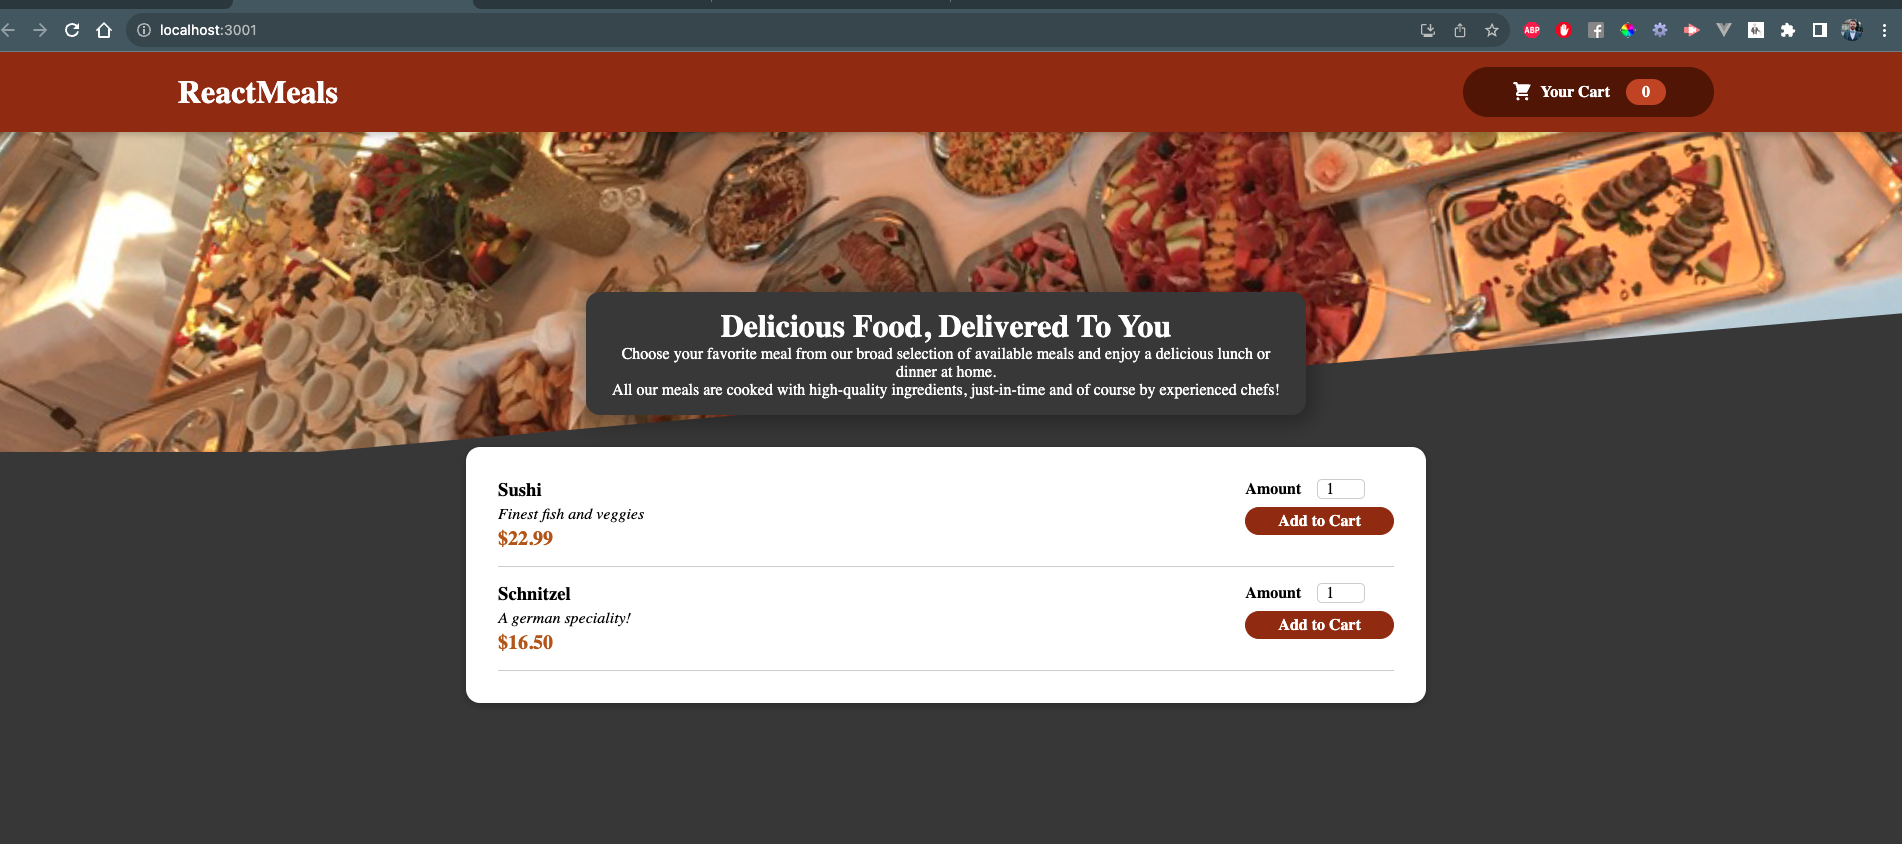 localhost:3001
ABP
ReactMeals
Your Cart 0
Delicious Food, Delivered To You
Choose your favorite meal from our broad selection of available meals and enjoy a delicious lunch or
dinner at home.
All our meals are cooked with high-quality ingredients, just-in-time and of course by experienced chefs!
Sushi
Amount 1
Finest fish and veggies
Add to Cart
$22.99
Schnitzel
Amount 1
A german speciality!
Add to Cart
$16.50